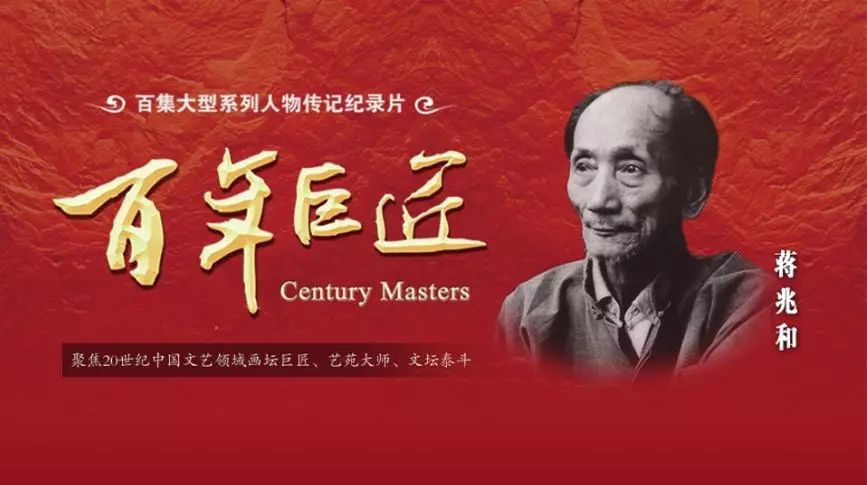 百集大型系列人物传记纪录片
百年巨匠
Century Masters
聚焦20世纪中国文艺领域画坛巨匠、艺苑大师、文坛泰斗
蒋兆和